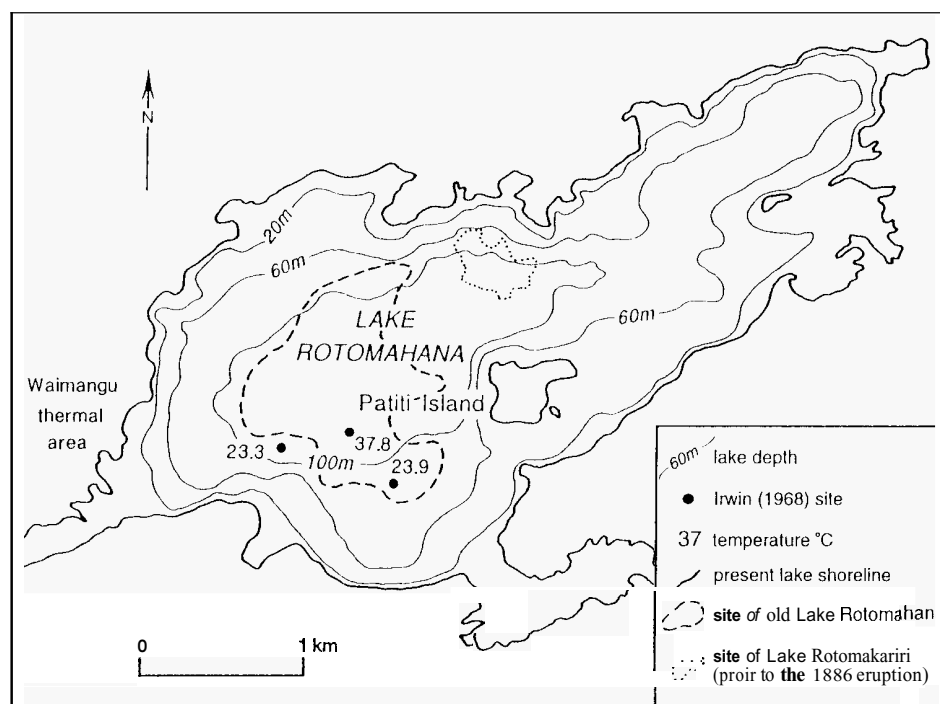 N
20m
60m
LAKE
ROTOMAHANA
60m
Waimangu
thermal
area
Patiti Island
23.3
37.8
100m
23.9
0
1 km
60m lake depth
Irwin (1968) site
37 temperature °C
present lake shoreline
site of old Lake Rotomahan
site of Lake Rotomakariri
(proir to the 1886 eruption)